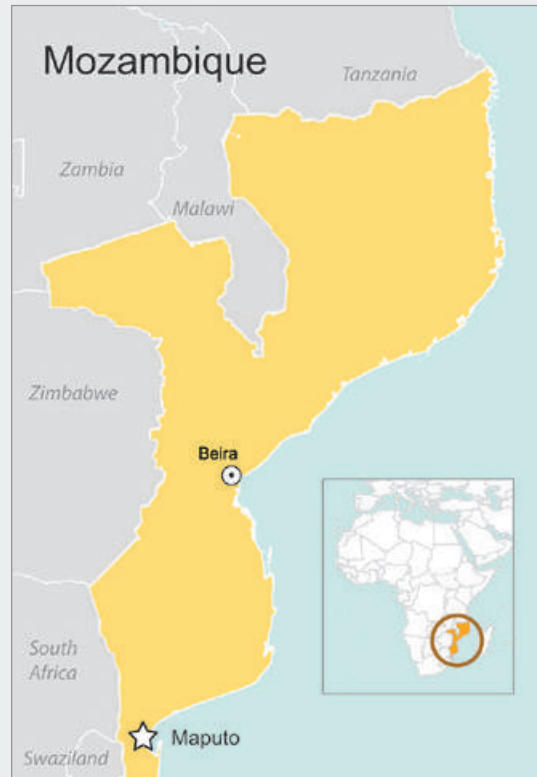 Mozambique
Tanzania
Zambia
Malawi
Zimbabwe
Beira
South
Africa
Maputo
Swaziland